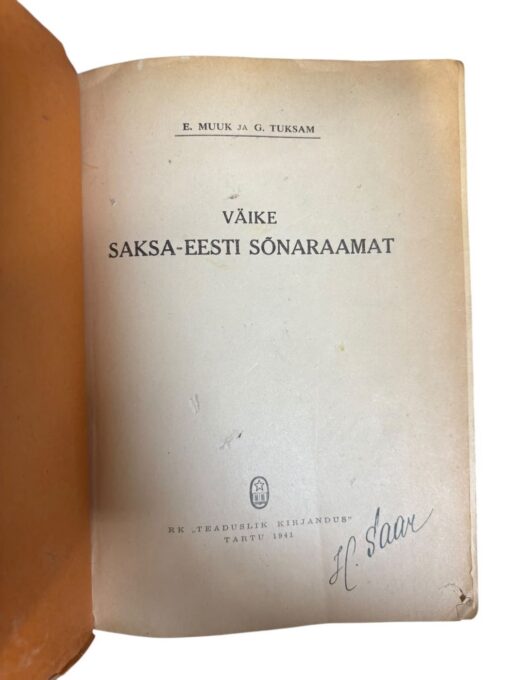 E. MUUK JA G. TUKSAM
VÄIKE
SAKSA-EESTI SÕNARAAMAT
RK „TEADUSLIK KIRJANDUS"
TARTU 1941
H. Saar